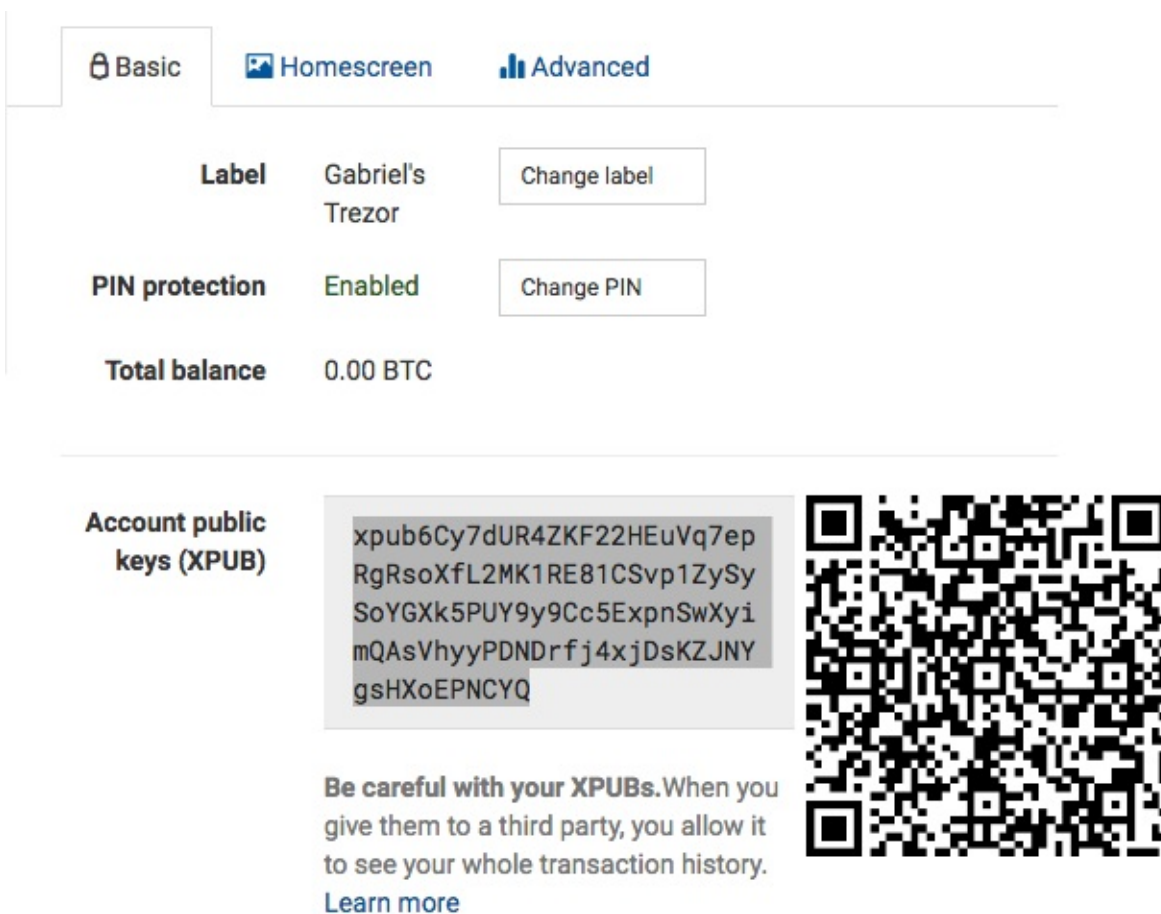 Basic Homescreen Advanced
Label Gabriel's Change label
Trezor
PIN protection Enabled Change PIN
Total balance 0.00 BTC
Account public
keys (XPUB)
xpub6Cy7dUR4ZKF22HEuVq7ep
RgRsoXfL2MK1RE81CSvp1ZySy
SoYGXk5PUY9y9Cc5ExpnSwXyi
mQAsVhyyPDNDrfj4xjDsKZJNY
gsHXoEPNCYQ
Be careful with your XPUBs.When you
give them to a third party, you allow it
to see your whole transaction history.
Learn more